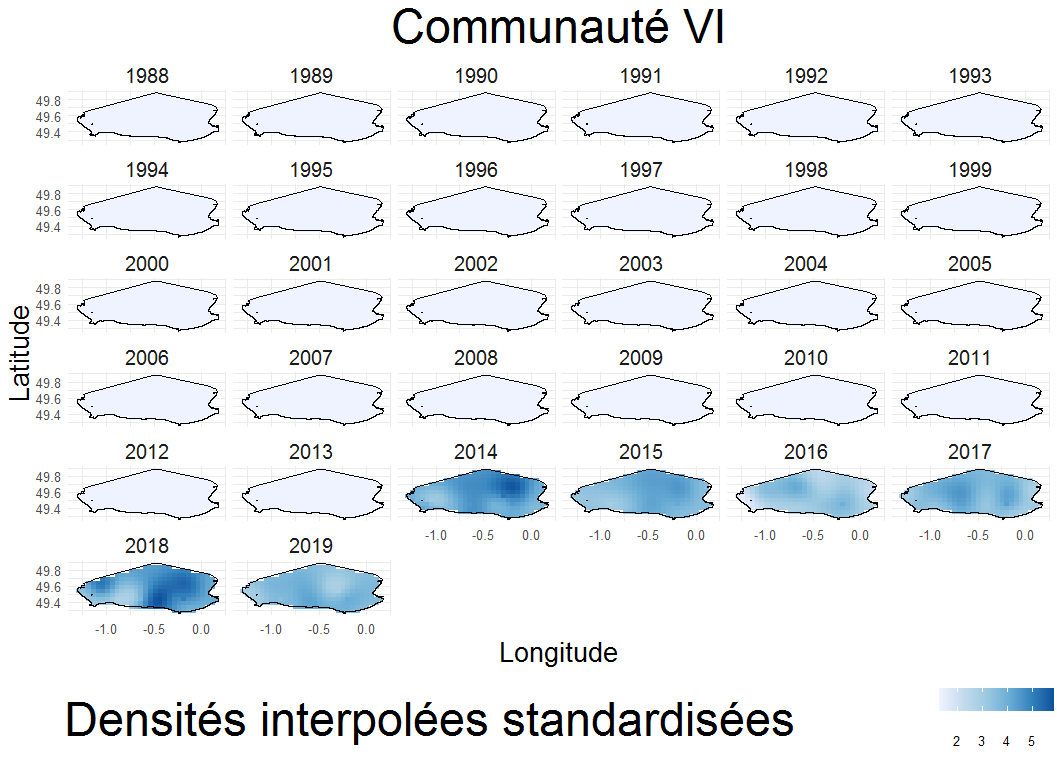 Communauté VI
1988 1989 1990 1991 1992 1993
49.8
49.6
49.4
1994 1995 1996 1997 1998 1999
49.8
49.6
49.4
2000 2001 2002 2003 2004 2005
49.8
49.6
49.4
Latitude
2006 2007 2008 2009 2010 2011
49.8
49.6
49.4
2012 2013 2014 2015 2016 2017
49.8
49.6
49.4
-1.0 -0.5 0.0 -1.0 -0.5 0.0 -1.0 -0.5 0.0 -1.0 -0.5 0.0
2018 2019
49.8
49.6
49.4
-1.0 -0.5 0.0 -1.0 -0.5 0.0
Longitude
Densités interpolées standardisées
2 3 4 5